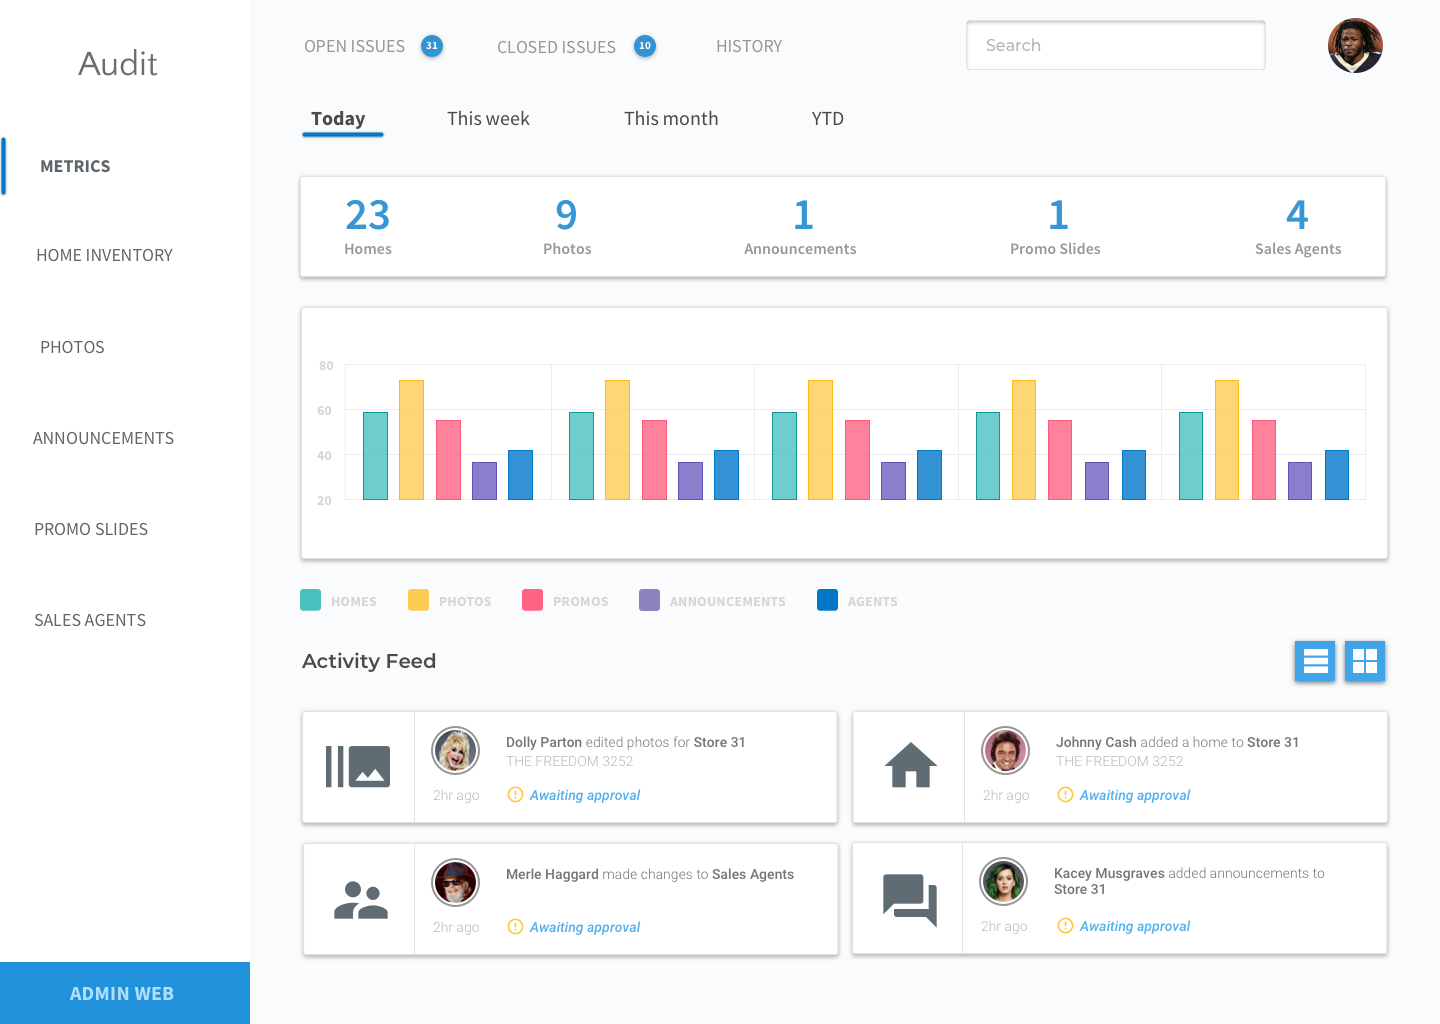 Audit
METRICS
HOME INVENTORY
PHOTOS
ANNOUNCEMENTS
PROMO SLIDES
SALES AGENTS
ADMIN WEB
OPEN ISSUES 31 CLOSED ISSUES 10 HISTORY Search
Today This week This month YTD
23 9 1 1 4
Homes Photos Announcements Promo Slides Sales Agents
80
60
40
20
HOMES PHOTOS PROMOS ANNOUNCEMENTS AGENTS
Activity Feed
Dolly Parton edited photos for Store 31
THE FREEDOM 3252
2hr ago Awaiting approval
Johnny Cash added a home to Store 31
THE FREEDOM 3252
2hr ago Awaiting approval
Merle Haggard made changes to Sales Agents
2hr ago Awaiting approval
Kacey Musgraves added announcements to
Store 31
2hr ago Awaiting approval